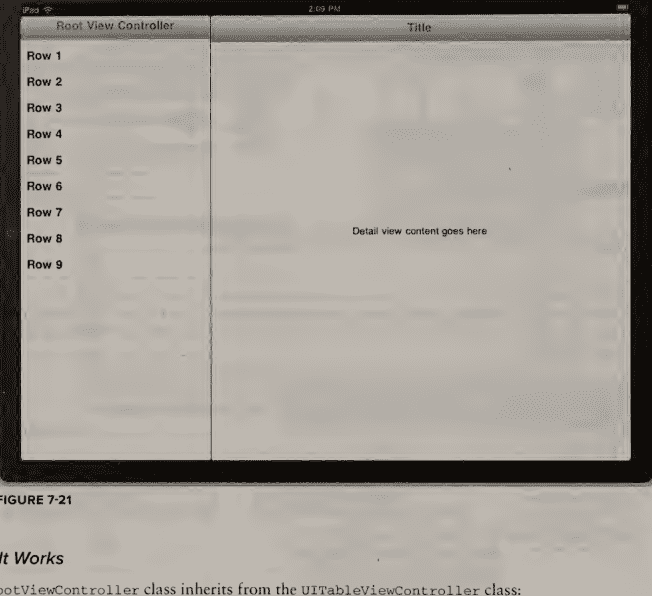 iPad
2:09 PM
Root View Controller
Title
Row 1
Row 2
Row 3
Row 4
Row 5
Row 6
Row 7
Row 8
Row 9
Detail view content goes here
FIGURE 7-21
It Works
ootViewController class inherits from the UITableViewController class: